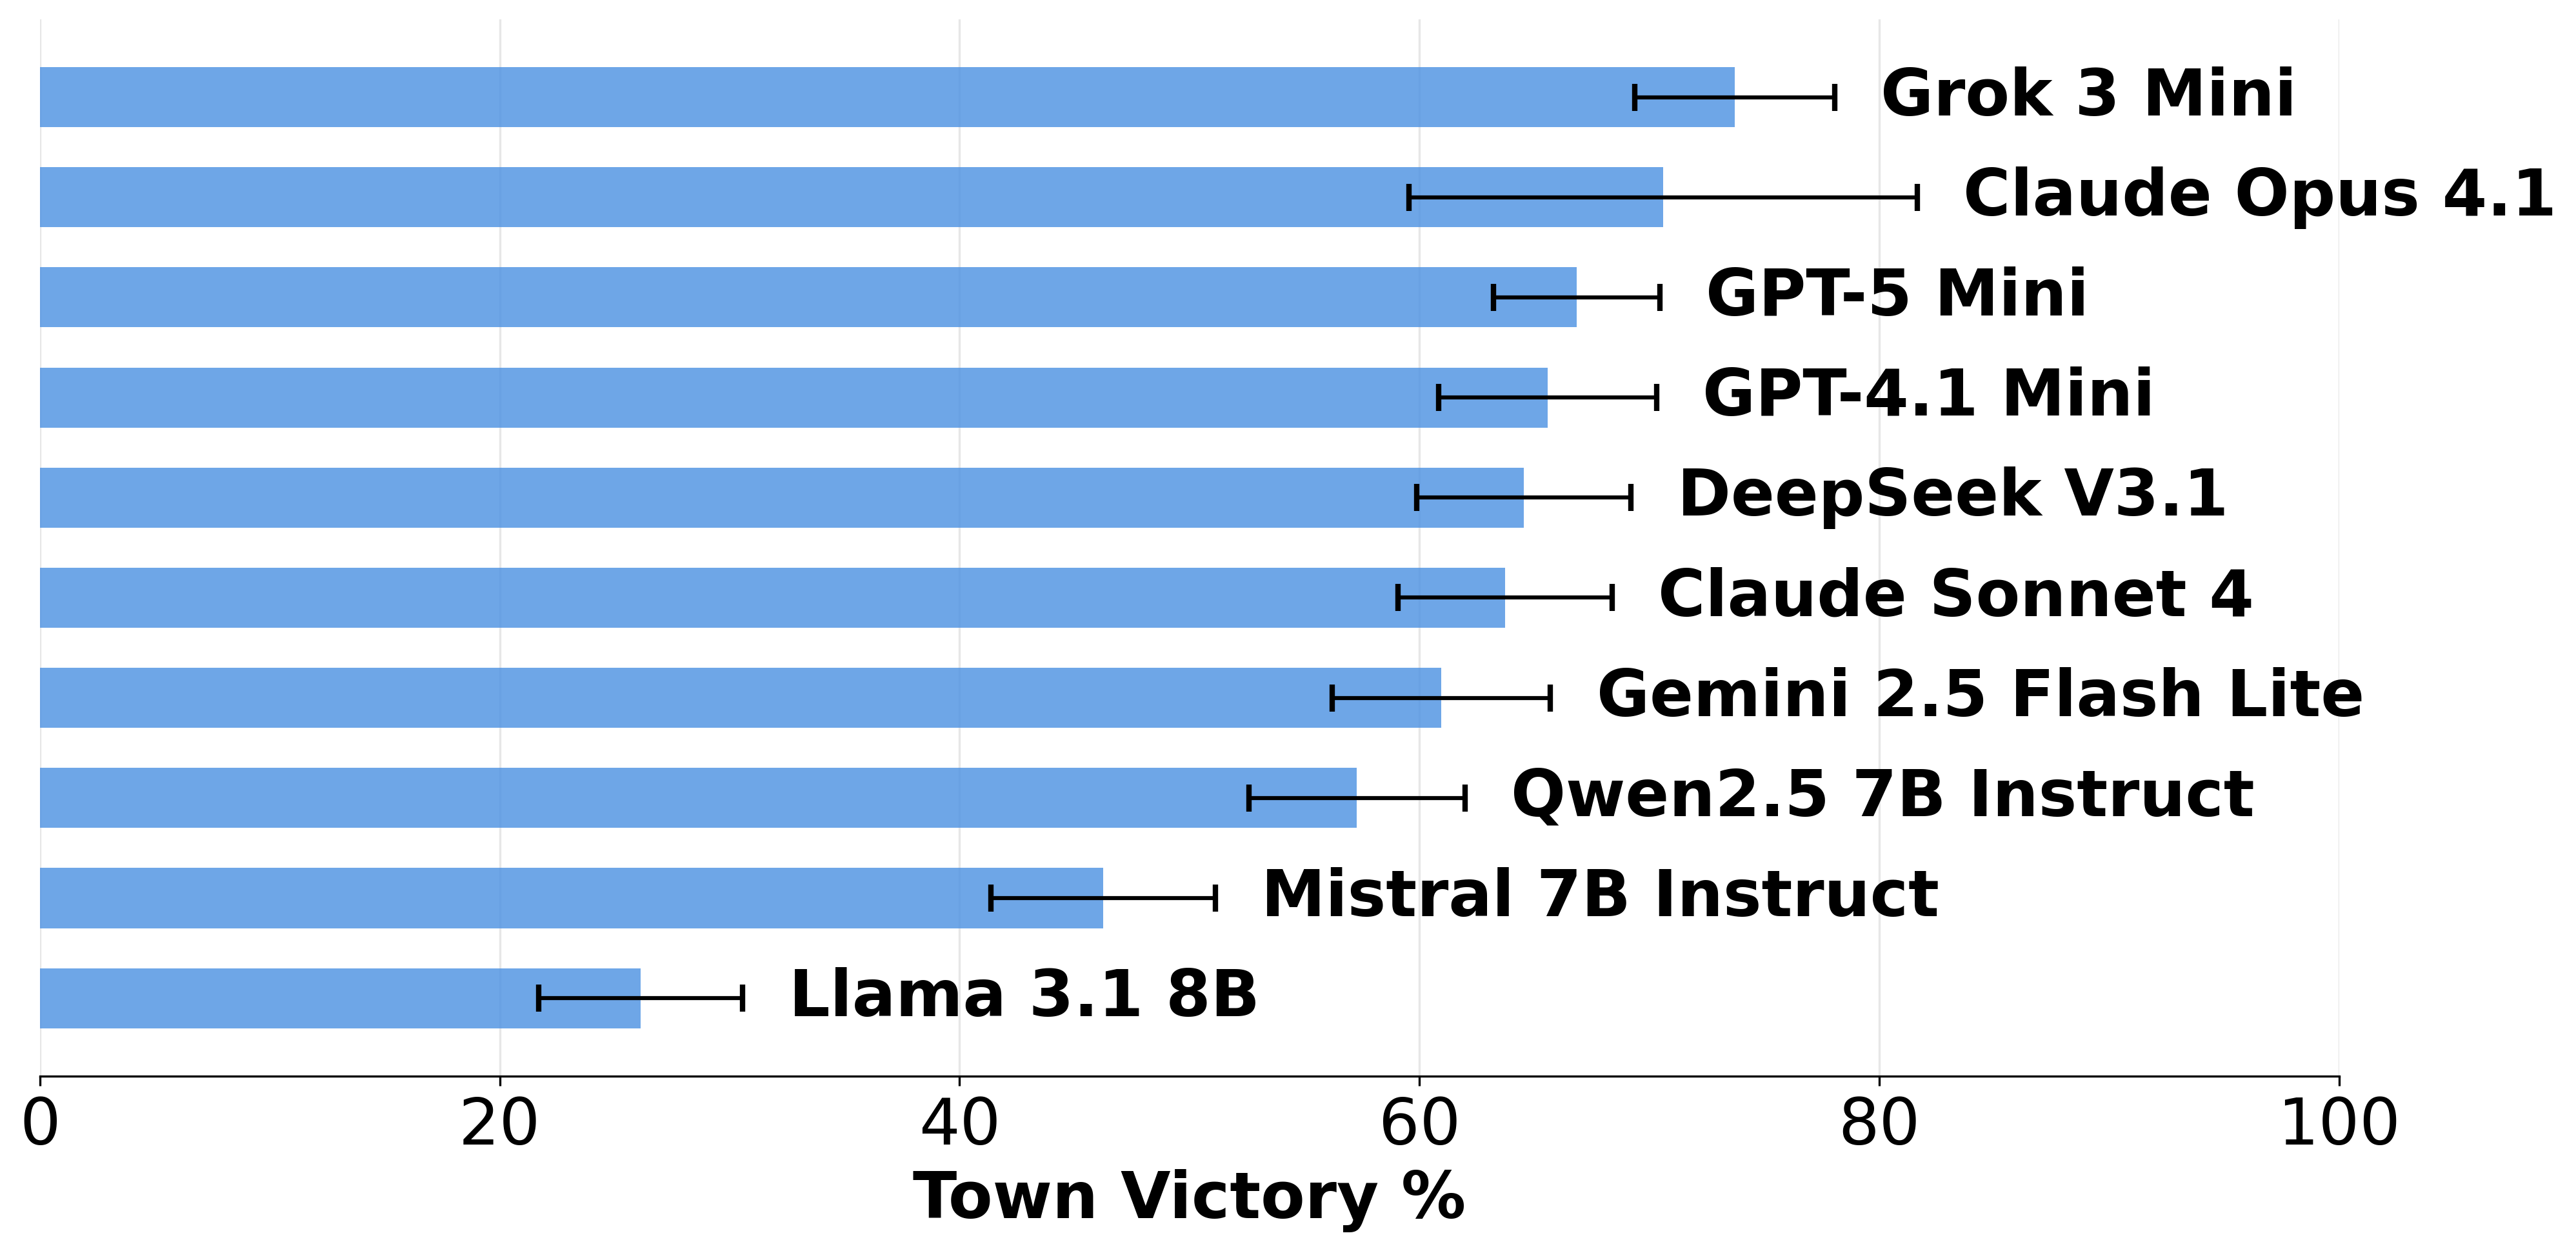 Grok 3 Mini
Claude Opus 4.1
GPT-5 Mini
GPT-4.1 Mini
DeepSeek V3.1
Claude Sonnet 4
Gemini 2.5 Flash Lite
Qwen2.5 7B Instruct
Mistral 7B Instruct
Llama 3.1 8B
0 20 40 60 80 100
Town Victory %